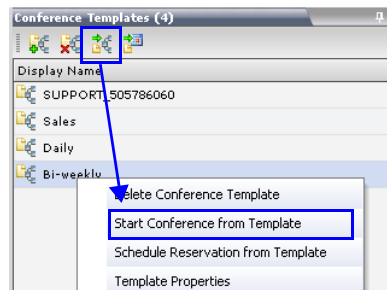 Conference Templates (4)
Display Name
SUPPORT_505786060
Sales
Daily
Bi-weekly
Delete Conference Template
Start Conference from Template
Schedule Reservation from Template
Template Properties